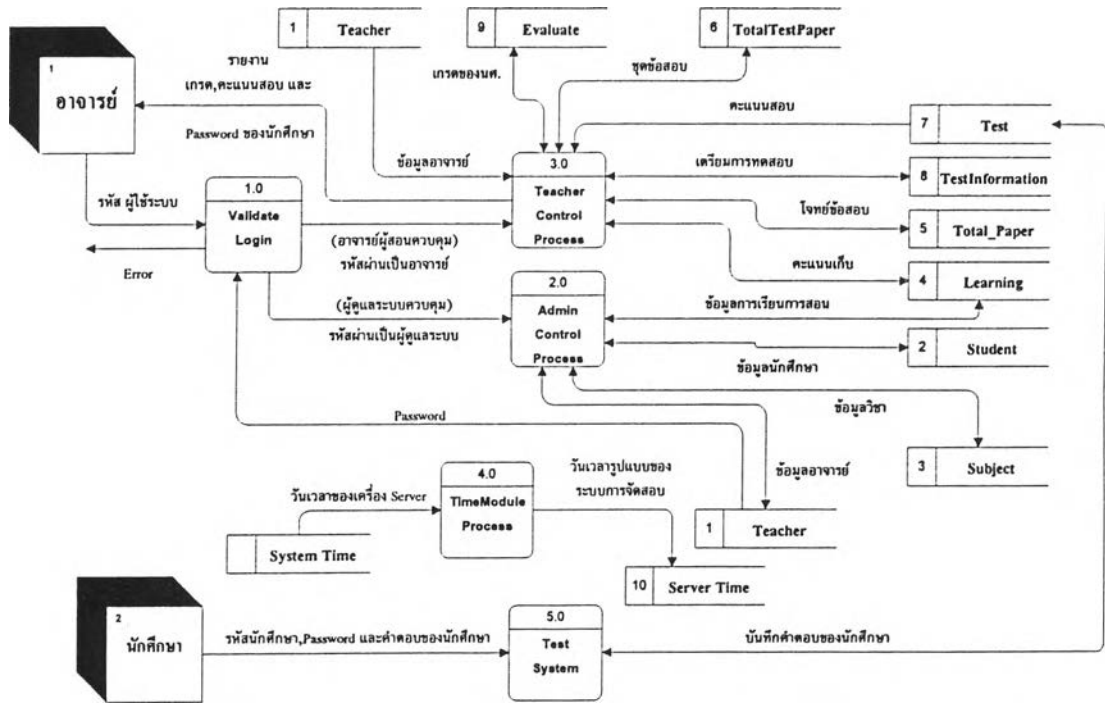 1 Teacher
9 Evaluate
6 TotalTestPaper
1
อาจารย์
รายงาน
เกรด,คะแนนสอบ และ
Password ของนักศึกษา
เกรดของนศ.
ชุดข้อสอบ
คะแนนสอบ
7 Test
ข้อมูลอาจารย์
3.0
Teacher
Control
Process
เตรียมการทดสอบ
8 TestInformation
รหัส ผู้ใช้ระบบ
1.0
Validate
Login
Error
(อาจารย์ผู้สอนควบคุม)
รหัสผ่านเป็นอาจารย์
โจทย์ข้อสอบ
5 Total_Paper
คะแนนเก็บ
4 Learning
(ผู้ดูแลระบบควบคุม)
รหัสผ่านเป็นผู้ดูแลระบบ
2.0
Admin
Control
Process
ข้อมูลการเรียนการสอน
2 Student
ข้อมูลนักศึกษา
ข้อมูลวิชา
3 Subject
Password
ข้อมูลอาจารย์
1 Teacher
วันเวลาของเครื่อง Server
4.0
TimeModule
Process
วันเวลารูปแบบของ
ระบบการจัดสอบ
System Time
10 Server Time
2
นักศึกษา
รหัสนักศึกษา,Password และคำตอบของนักศึกษา
5.0
Test
System
บันทึกคำตอบของนักศึกษา